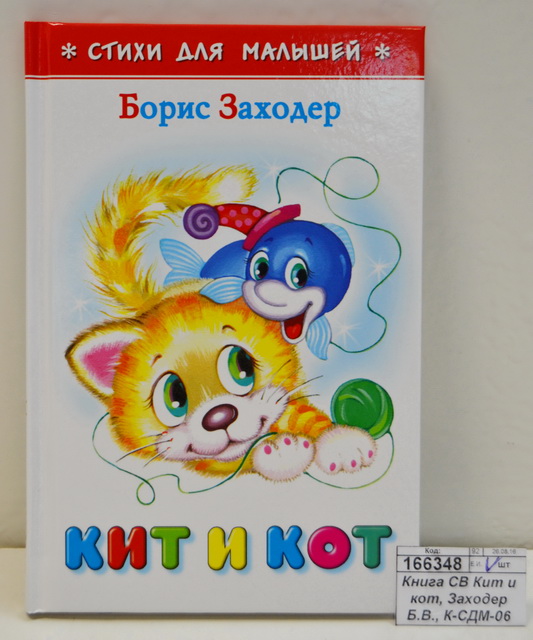 * СТИХИ ДЛЯ МАЛЫШЕЙ *
Борис Заходер
КИТ И КОТ
Код:
166348
шт
Книга СВ Кит и
кот, Заходер
Б.В., К-СДМ-06